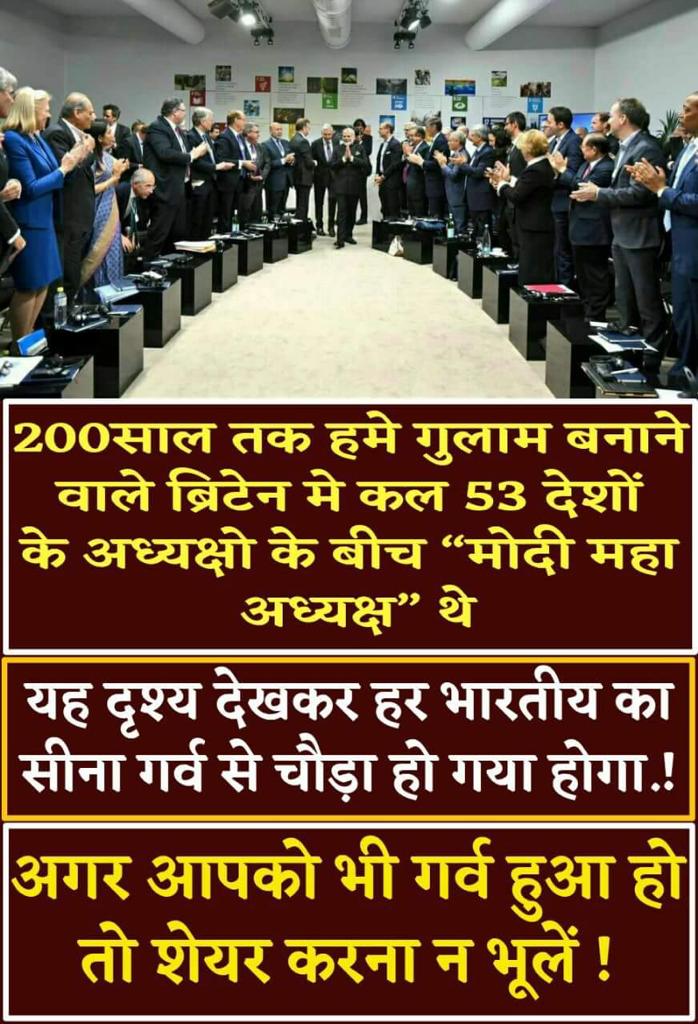 200साल तक हमे गुलाम बनाने
वाले ब्रिटेन मे कल 53 देशों
के अध्यक्षो के बीच “मोदी महा
अध्यक्ष” थे
यह दृश्य देखकर हर भारतीय का
सीना गर्व से चौड़ा हो गया होगा.!
अगर आपको भी गर्व हुआ हो
तो शेयर करना न भूलें !